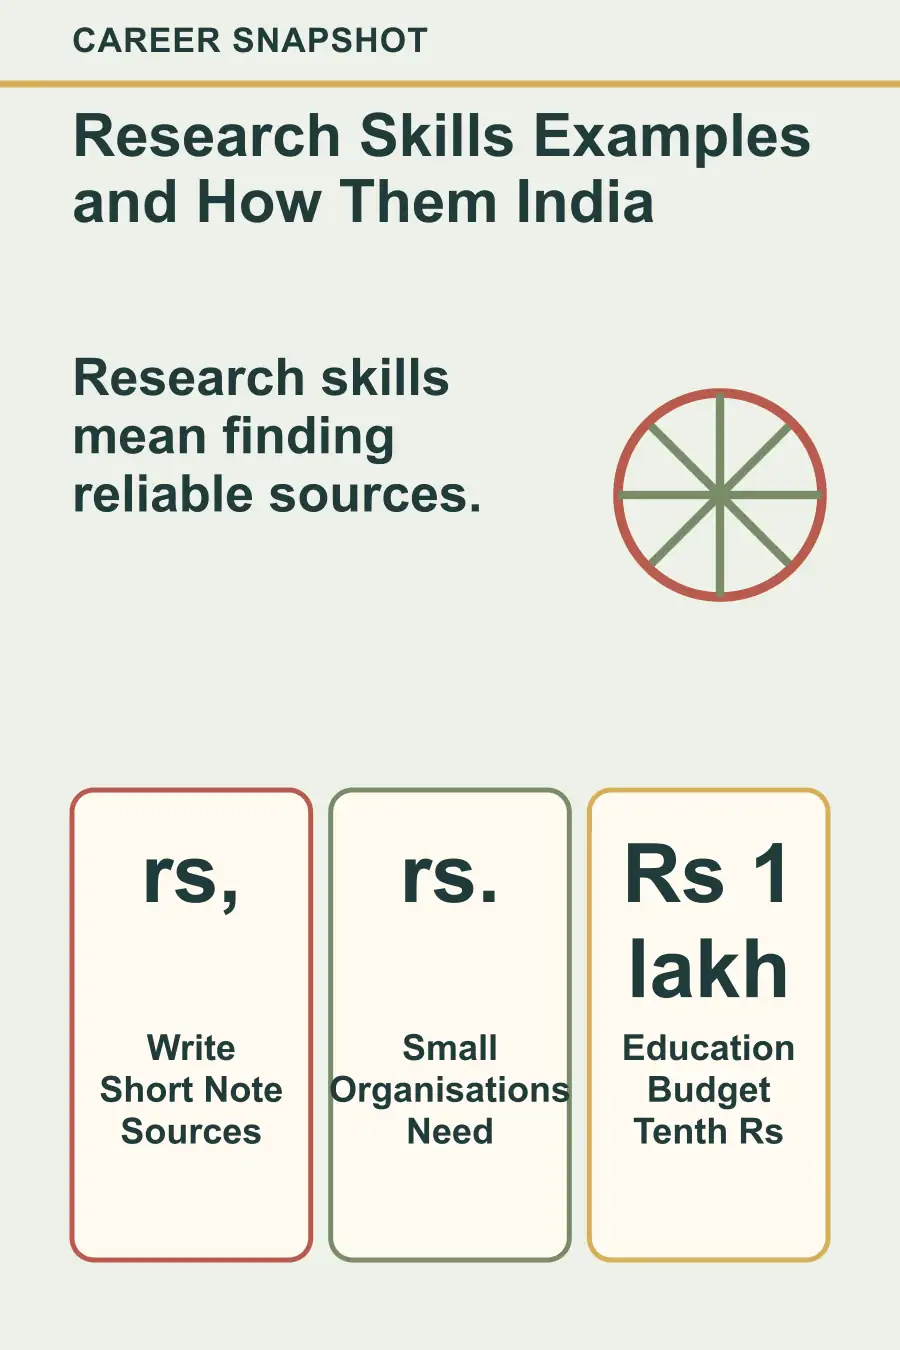 CAREER SNAPSHOT
Research Skills Examples
and How Them India
Research skills
mean finding
reliable sources.
rs,
Write
Short Note
Sources
rs.
Small
Organisations
Need
Rs 1
lakh
Education
Budget
Tenth Rs